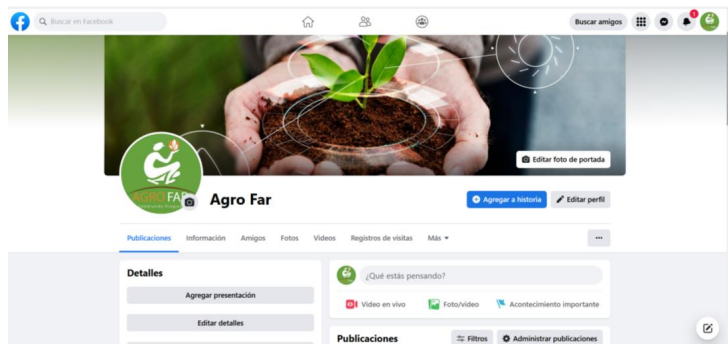 Buscar en Facebook
Buscar amigos
1
Editar foto de portada
AGRO FAR
Agro Far
Agregar a historia
Editar perfil
Publicaciones Información Amigos Fotos Videos Registros de visitas Más
Detalles
Agregar presentación
Editar detalles
¿Qué estás pensando?
Video en vivo Foto/video Acontecimiento importante
Publicaciones
Filtros Administrar publicaciones